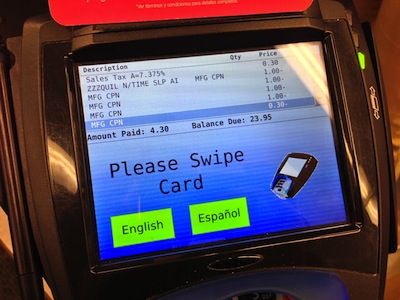 *Ver términos y condiciones para detalles completos.
Description Qty Price
Sales Tax A=7.375% 0.30
ZZZQUIL N/TIME SLP AI MFG CPN 1.00-
MFG CPN 1.00-
MFG CPN 1.00-
MFG CPN 1.00-
MFG CPN 0.30-
Amount Paid: 4.30 Balance Due: 23.95
Please Swipe
Card
English Español